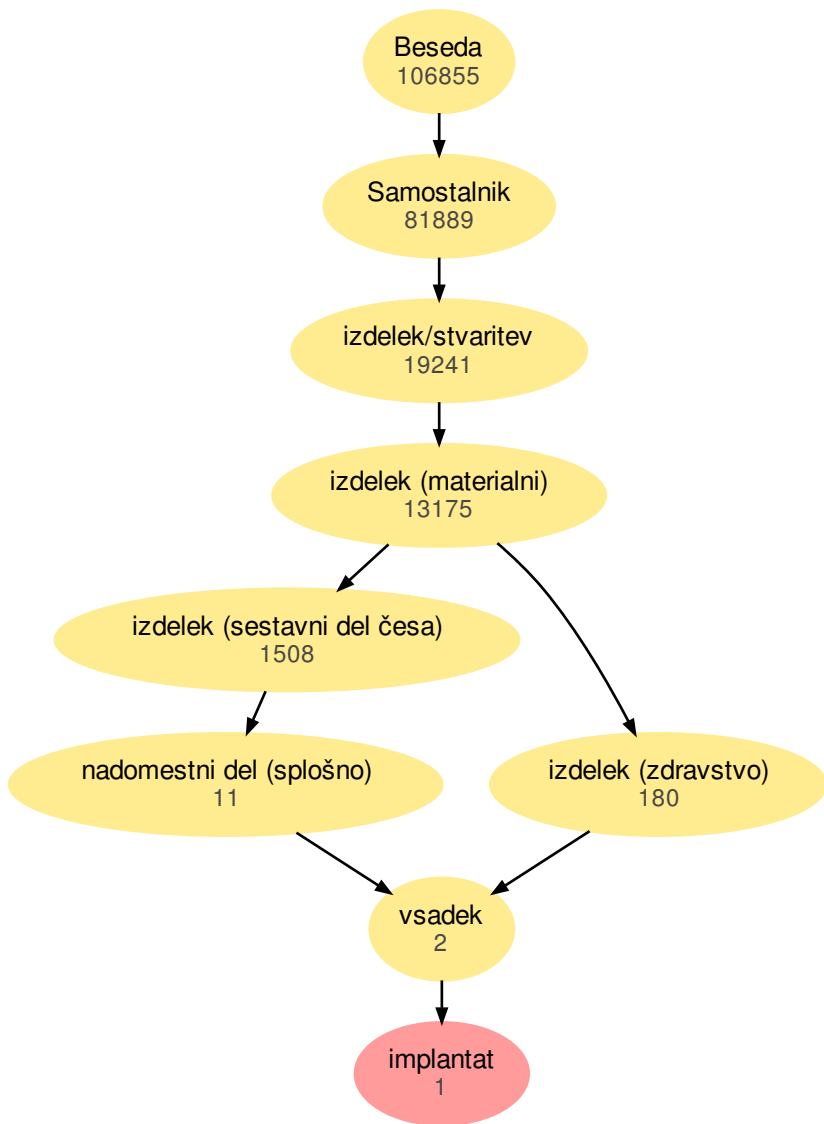 Beseda
106855
Samostalnik
81889
izdelek/stvaritev
19241
izdelek (materialni)
13175
izdelek (sestavni del česa)
1508
nadomestni del (splošno)
11
izdelek (zdravstvo)
180
vsadek
2
implantat
1